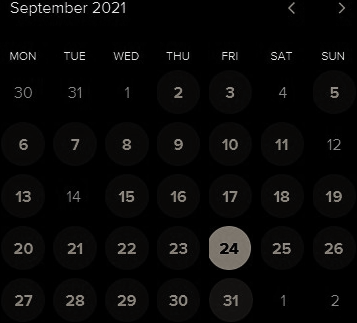 September 2021 < >
MON TUE WED THU FRI SAT SUN
30 31 1 2 3 4 5
6 7 8 9 10 11 12
13 14 15 16 17 18 19
20 21 22 23 24 25 26
27 28 29 30 31 1 2